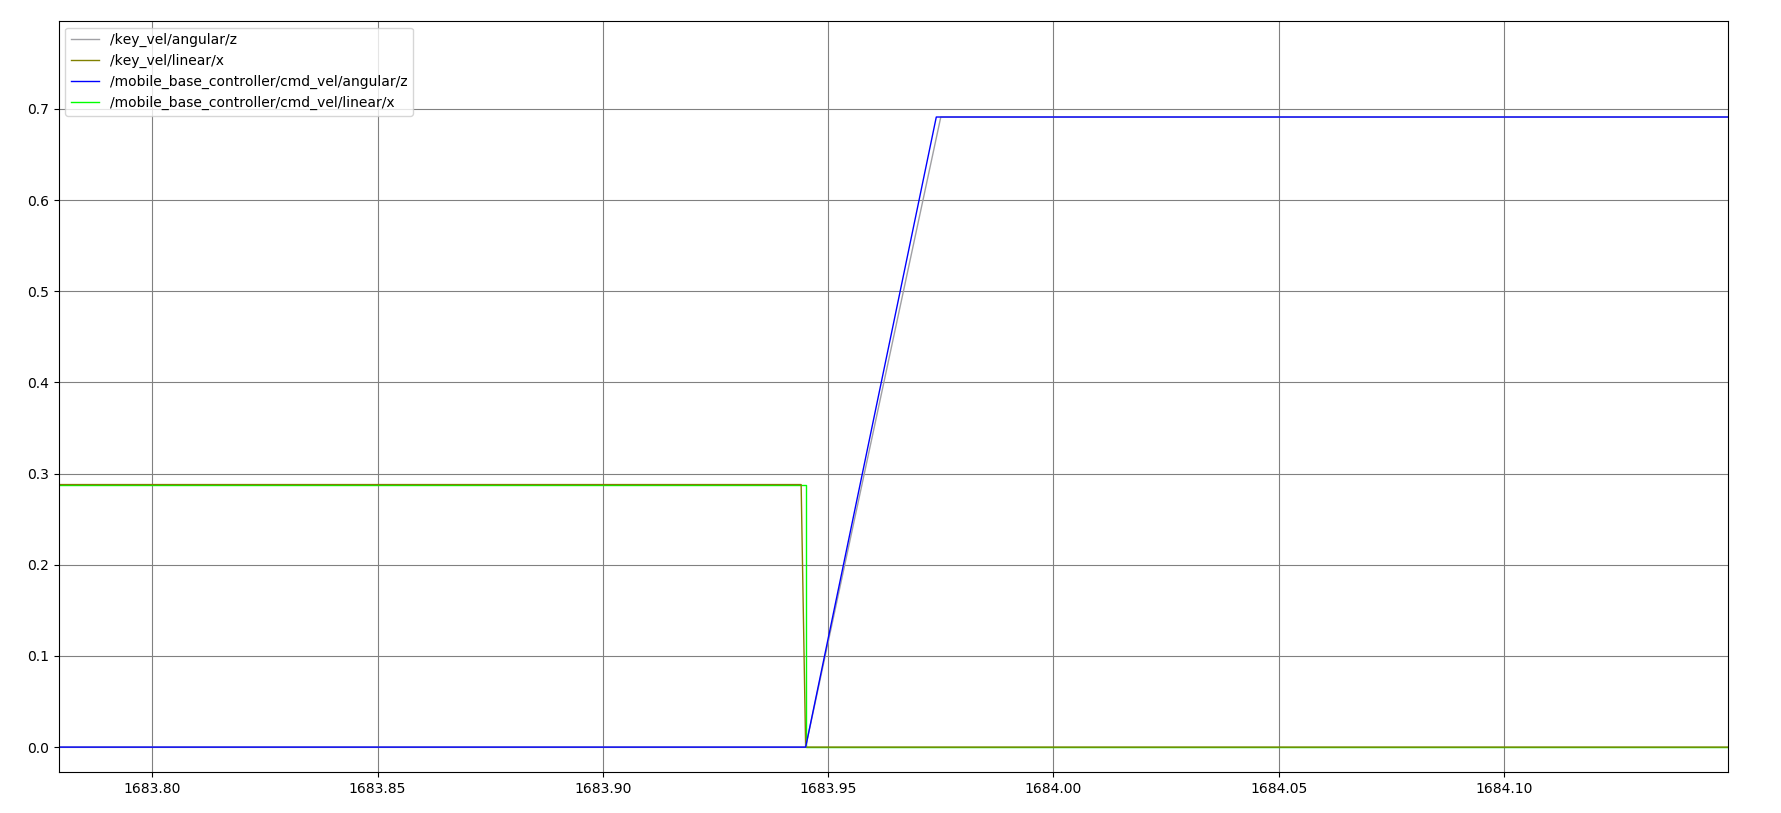 /key_vel/angular/z
/key_vel/linear/x
/mobile_base_controller/cmd_vel/angular/z
/mobile_base_controller/cmd_vel/linear/x
0.7
0.6
0.5
0.4
0.3
0.2
0.1
0.0
1683.80 1683.85 1683.90 1683.95 1684.00 1684.05 1684.10